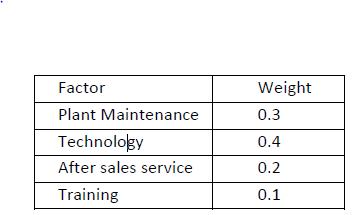 Factor Weight
Plant Maintenance 0.3
Technology 0.4
After sales service 0.2
Training 0.1